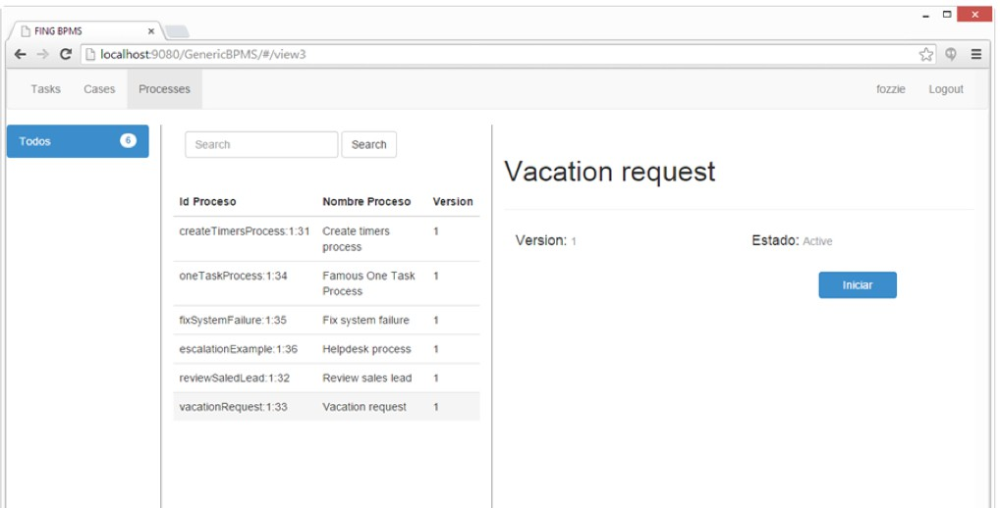 FING BPMS
localhost:9080/GenericBPMS/#/view3
Tasks Cases Processes fozzie Logout
Todos 6
Search Search
Id Proceso Nombre Proceso Version
createTimersProcess:1:31 Create timers process 1
oneTaskProcess:1:34 Famous One Task Process 1
fixSystemFailure:1:35 Fix system failure 1
escalationExample:1:36 Helpdesk process 1
reviewSaledLead:1:32 Review sales lead 1
vacationRequest:1:33 Vacation request 1
Vacation request
Version: 1 Estado: Active
Iniciar